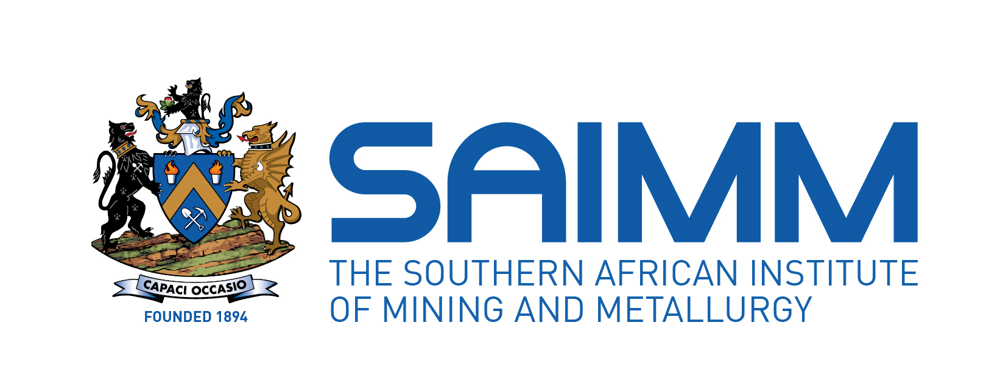 CAPACI OCCASIO
FOUNDED 1894
SAIMM
THE SOUTHERN AFRICAN INSTITUTE
OF MINING AND METALLURGY